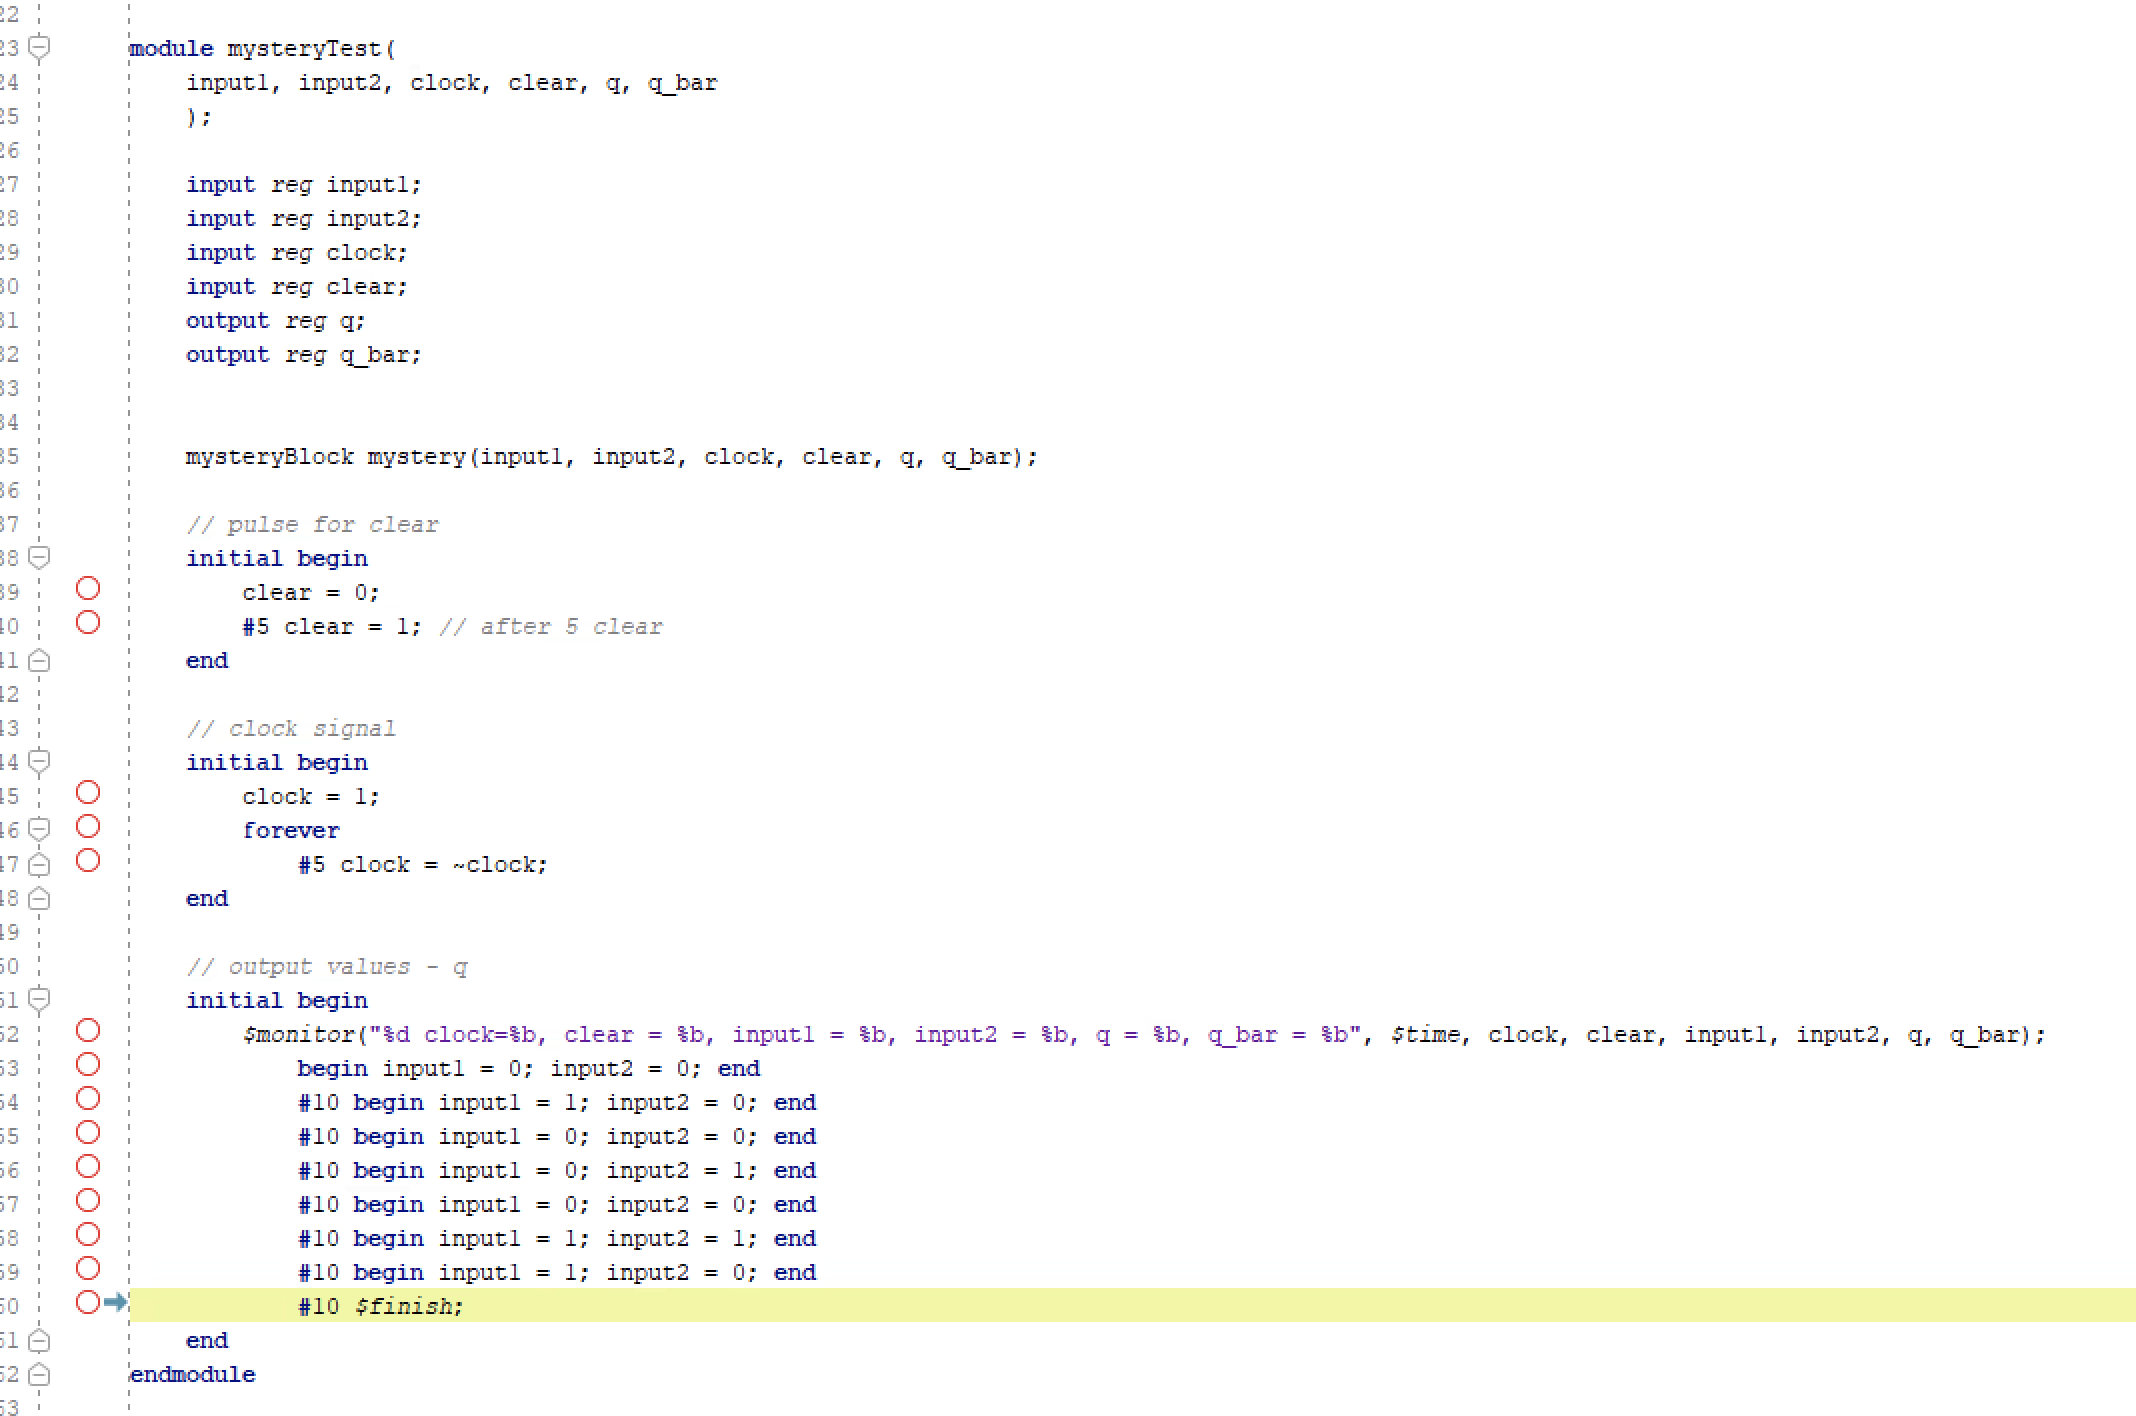 22
23 module mysteryTest(
24 input1, input2, clock, clear, q, q_bar
25 );
26
27 input reg input1;
28 input reg input2;
29 input reg clock;
30 input reg clear;
31 output reg q;
32 output reg q_bar;
33
34
35 mysteryBlock mystery(input1, input2, clock, clear, q, q_bar);
36
37 // pulse for clear
38 initial begin
39 clear = 0;
40 #5 clear = 1; // after 5 clear
41 end
42
43 // clock signal
44 initial begin
45 clock = 1;
46 forever
47 #5 clock = ~clock;
48 end
49
50 // output values - q
51 initial begin
52 $monitor("%d clock=%b, clear = %b, input1 = %b, input2 = %b, q = %b, q_bar = %b", $time, clock, clear, input1, input2, q, q_bar);
53 begin input1 = 0; input2 = 0; end
54 #10 begin input1 = 1; input2 = 0; end
55 #10 begin input1 = 0; input2 = 0; end
56 #10 begin input1 = 0; input2 = 1; end
57 #10 begin input1 = 0; input2 = 0; end
58 #10 begin input1 = 1; input2 = 1; end
59 #10 begin input1 = 1; input2 = 0; end
60 #10 $finish;
61 end
62 endmodule
63